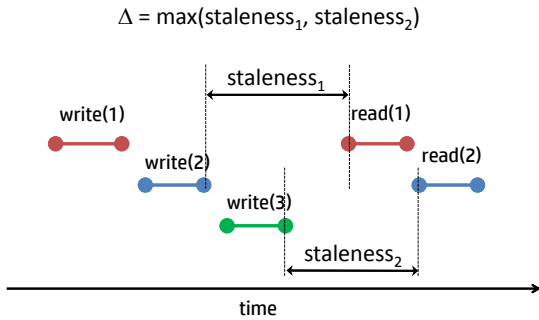 Δ = max(staleness₁, staleness₂)
staleness₁
write(1)
read(1)
write(2)
read(2)
write(3)
staleness₂
time